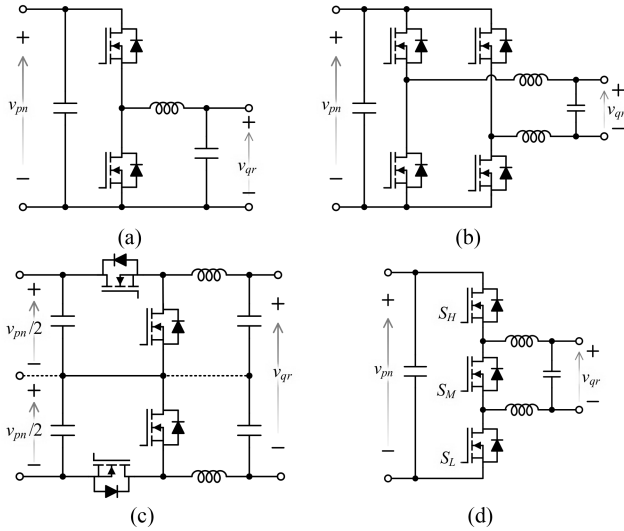 +
v_pn
−
+
v_qr
−
(a)
+
v_pn
−
+
v_qr
−
(b)
+
v_pn/2
−
+
v_pn/2
−
+
v_qr
−
(c)
+
v_pn
−
S_H
S_M
S_L
+
v_qr
−
(d)